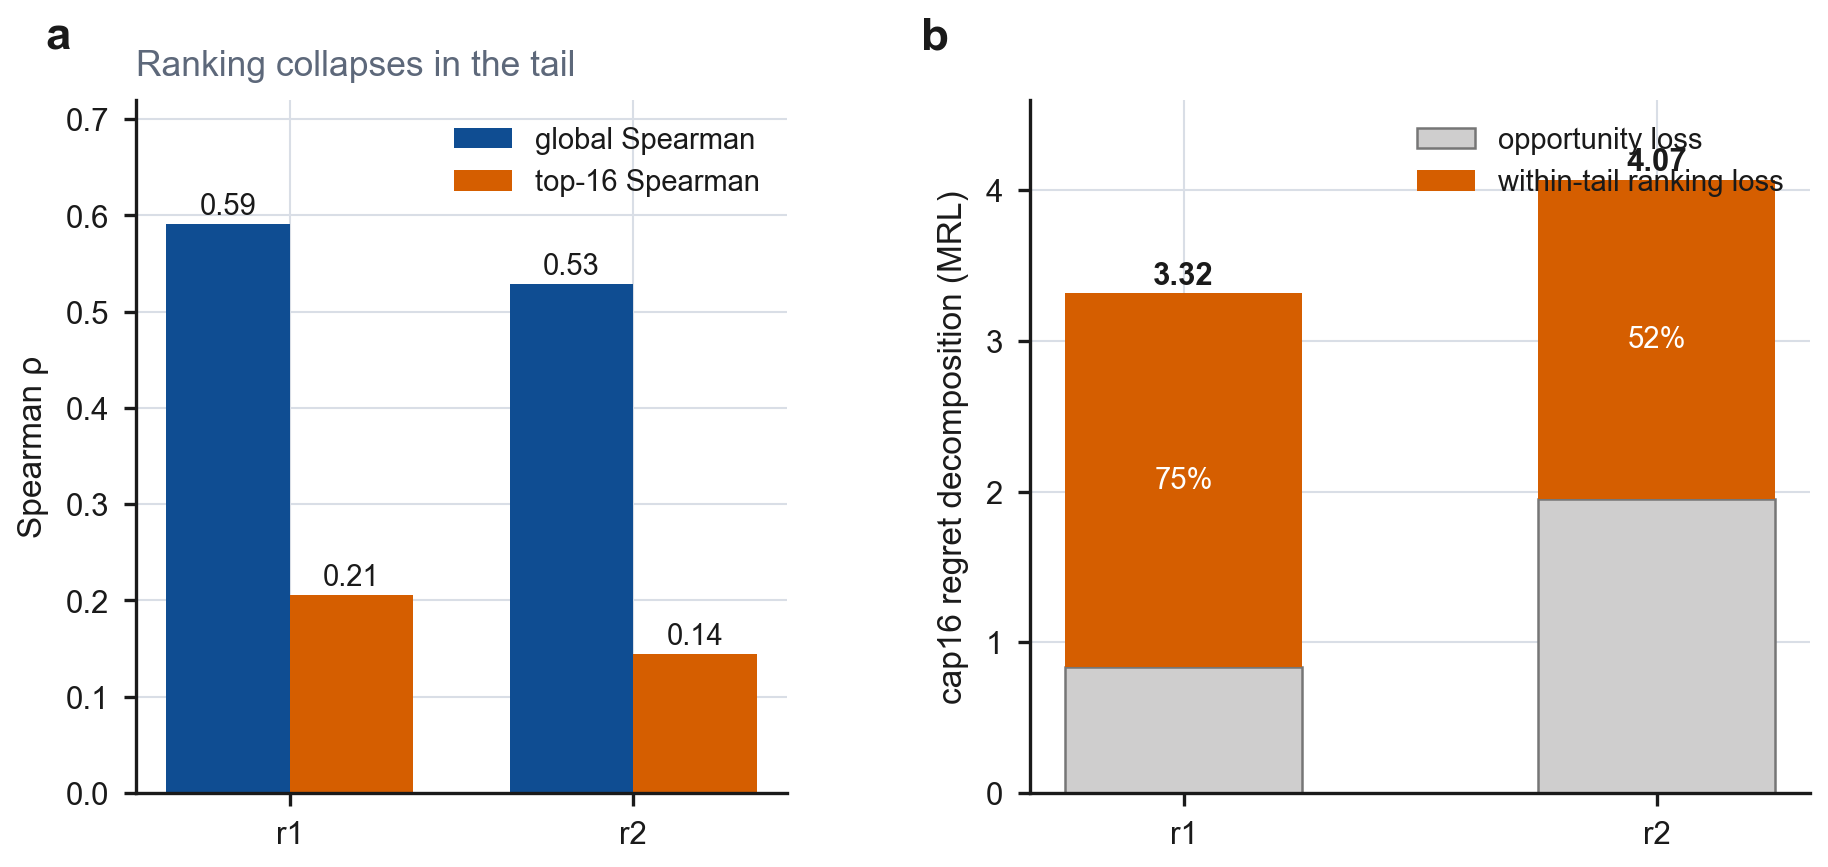 a
Ranking collapses in the tail
Spearman ρ
0.7
0.6
0.5
0.4
0.3
0.2
0.1
0.0
global Spearman
top-16 Spearman
0.59
0.21
0.53
0.14
r1
r2
b
cap16 regret decomposition (MRL)
4
3
2
1
0
opportunity loss
within-tail ranking loss
3.32
75%
4.07
52%
r1
r2